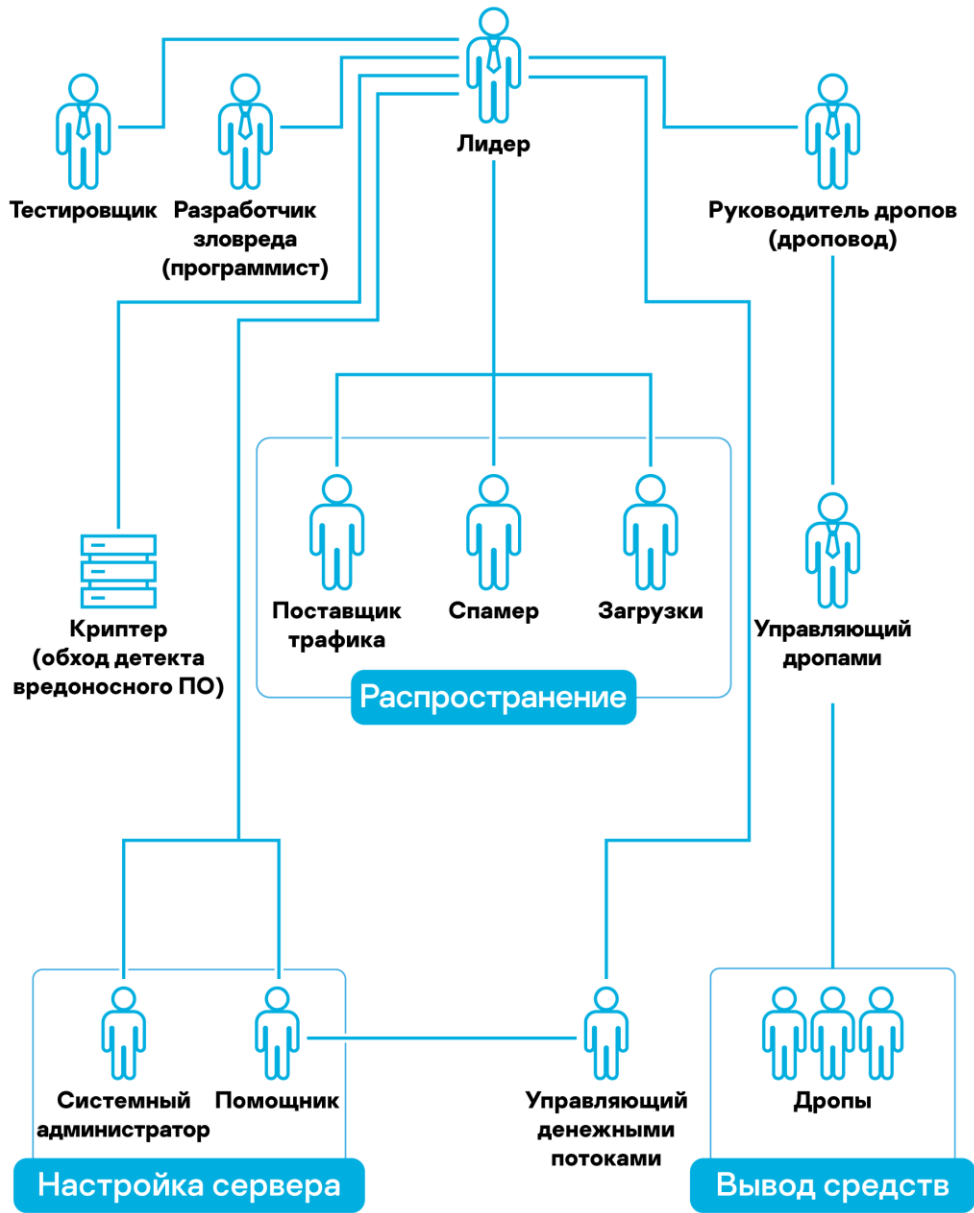 Лидер
Тестировщик
Разработчик
зловреда
(программист)
Руководитель дропов
(дроповод)
Криптер
(обход детекта
вредоносного ПО)
Поставщик
трафика
Спамер
Загрузки
Распространение
Управляющий
дропами
Системный
администратор
Помощник
Настройка сервера
Управляющий
денежными
потоками
Дропы
Вывод средств